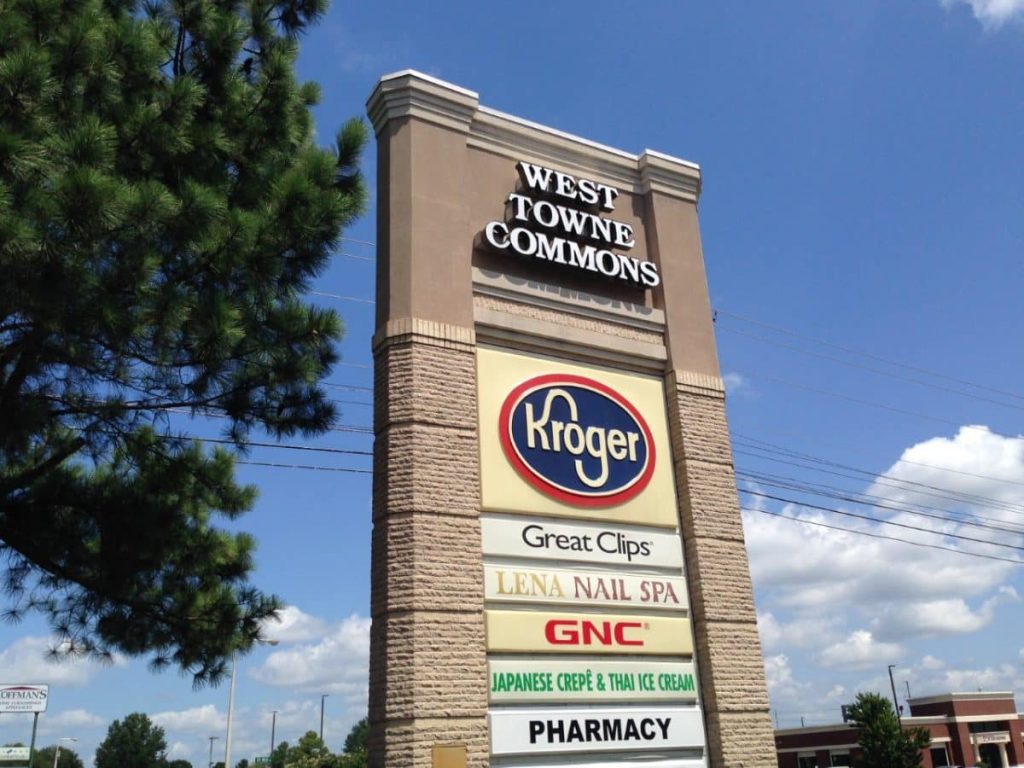 WEST
TOWNE
COMMONS
Kroger
Great Clips
LENA NAIL SPA
GNC
JAPANESE CREPÊ & THAI ICE CREAM
PHARMACY